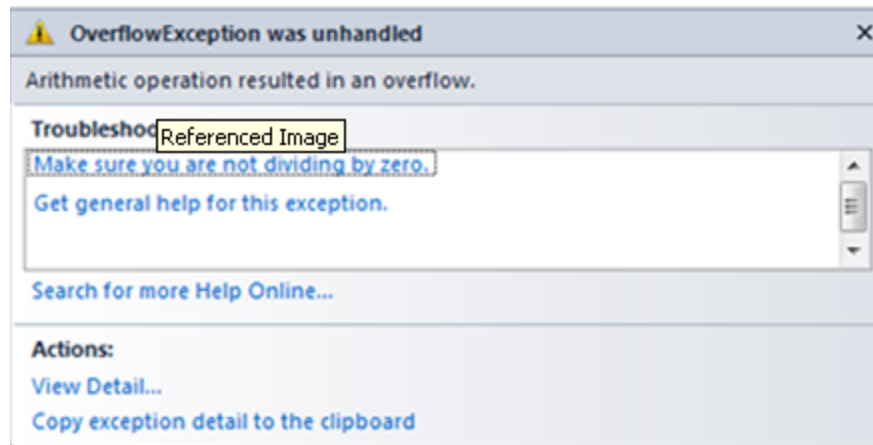 OverflowException was unhandled
Arithmetic operation resulted in an overflow.
Referenced Image
Make sure you are not dividing by zero.
Get general help for this exception.
Search for more Help Online...
Actions:
View Detail...
Copy exception detail to the clipboard